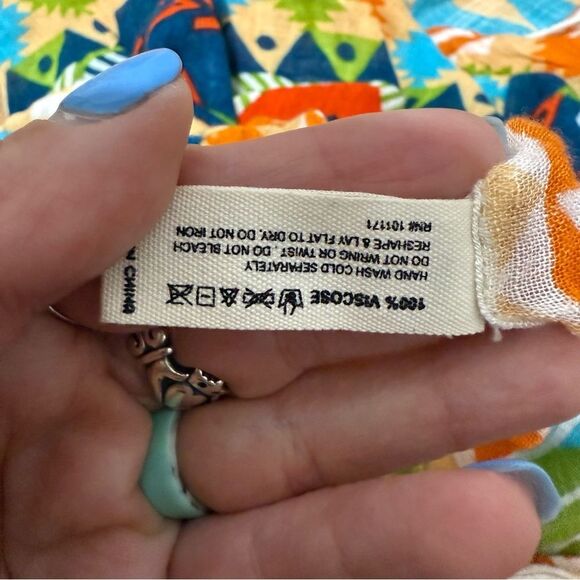 100% VISCOSE
HAND WASH COLD SEPARATELY
DO NOT WRING OR TWIST , DO NOT BLEACH
RESHAPE & LAY FLAT TO DRY, DO NOT IRON
RN# 101171
CHINA